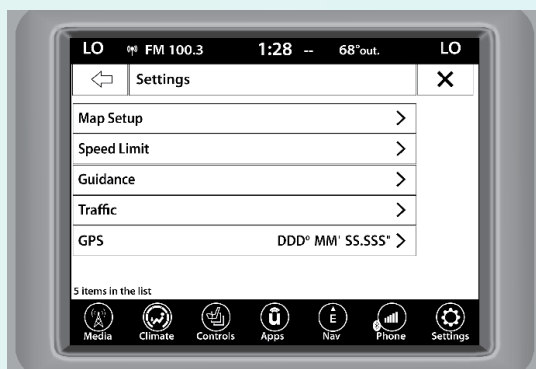 LO FM 100.3 1:28 -- 68°out. LO
Settings X
Map Setup >
Speed Limit >
Guidance >
Traffic >
GPS DDD° MM' SS.SSS" >
5 items in the list
û E
Media Climate Controls Apps Nav Phone Settings